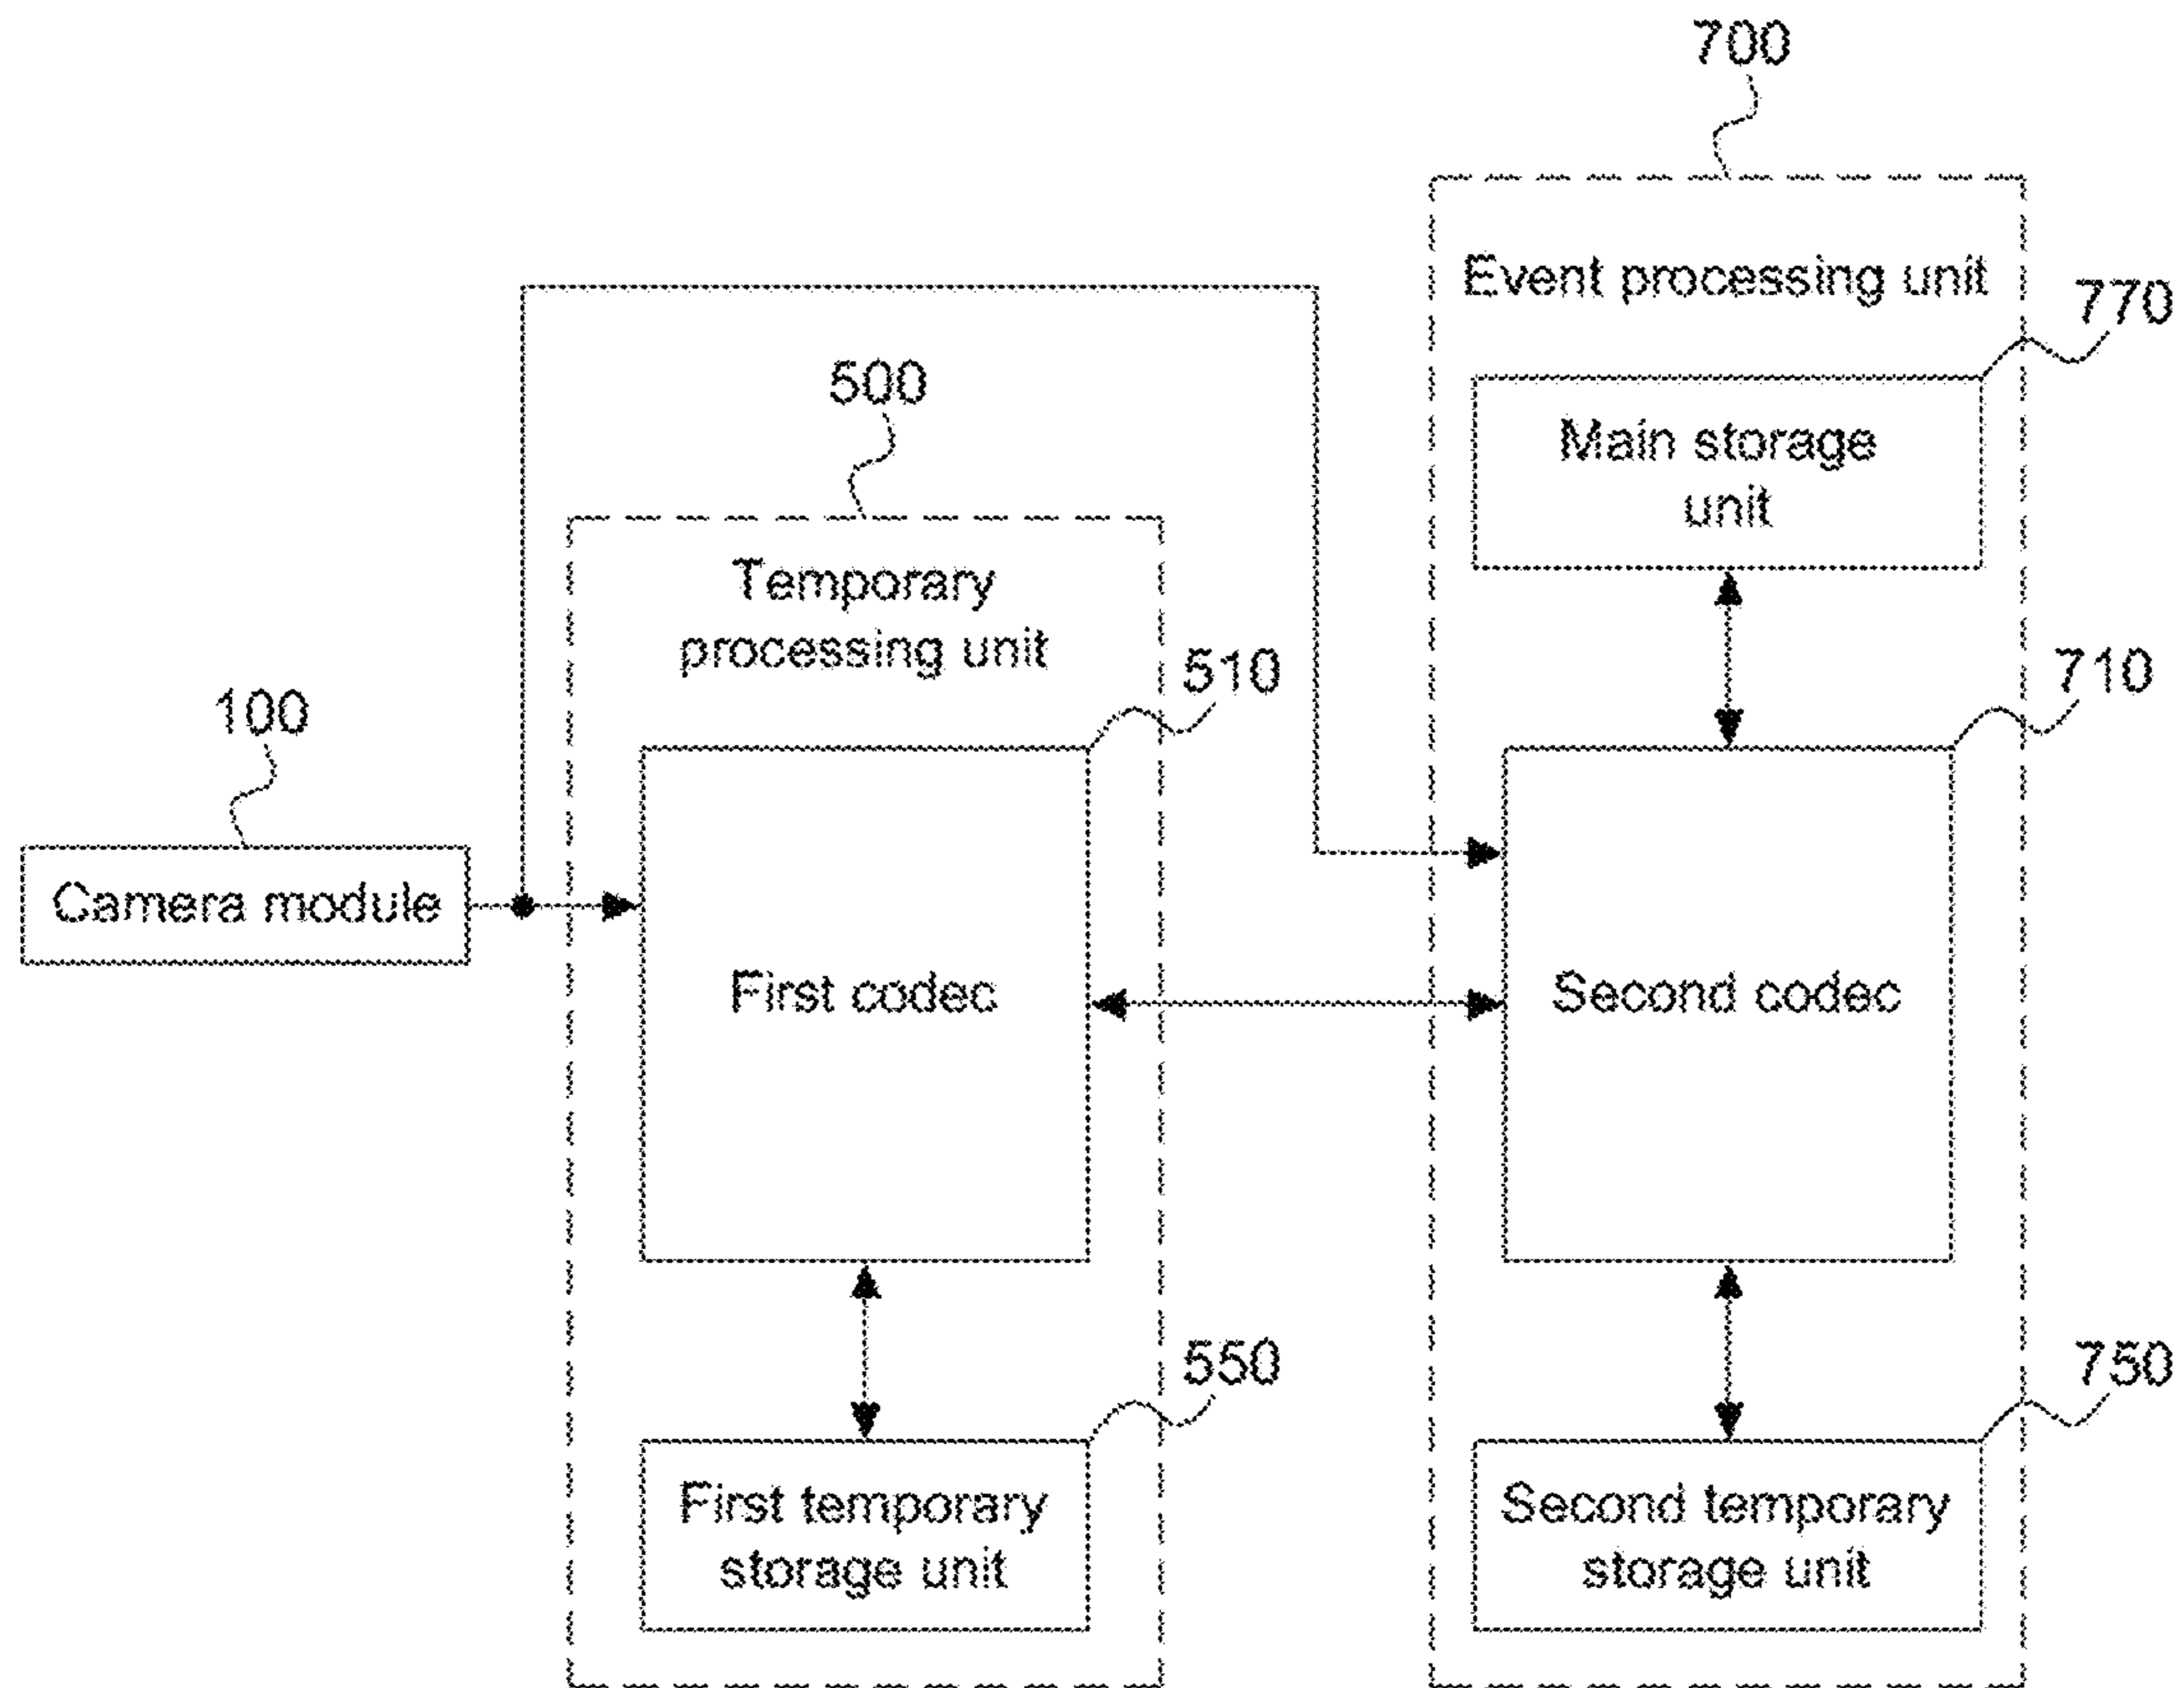 700
Event processing unit
770
500
Main storage
unit
Temporary
processing unit
510
710
100
Camera module
First codec
Second codec
550
750
First temporary
storage unit
Second temporary
storage unit